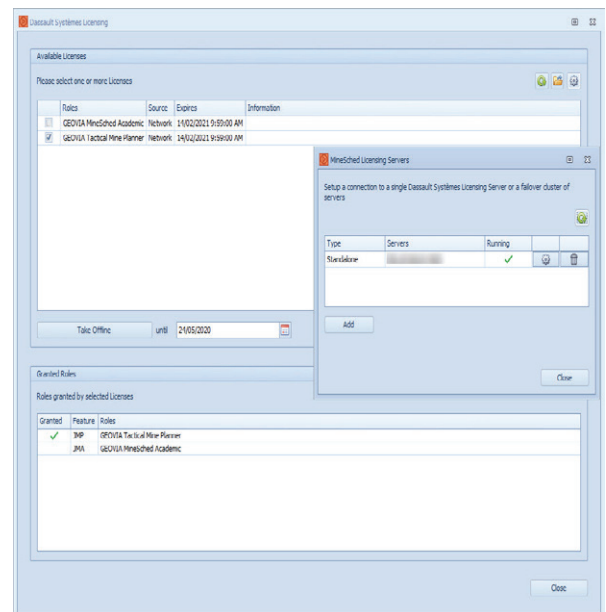 Dassault Systèmes Licensing
Available Licenses
Please select one or more Licenses
Roles Source Expires Information
GEOVIA MineSched Academic Network 14/02/2021 9:59:00 AM
GEOVIA Tactical Mine Planner Network 14/02/2021 9:59:00 AM
MineSched Licensing Servers
Setup a connection to a single Dassault Systèmes Licensing Server or a failover cluster of
servers
Type Servers Running
Standalone
Add
Close
Take Offline until 24/05/2020
Granted Roles
Roles granted by selected Licenses
Granted Feature Roles
JMP GEOVIA Tactical Mine Planner
JMA GEOVIA MineSched Academic
Close